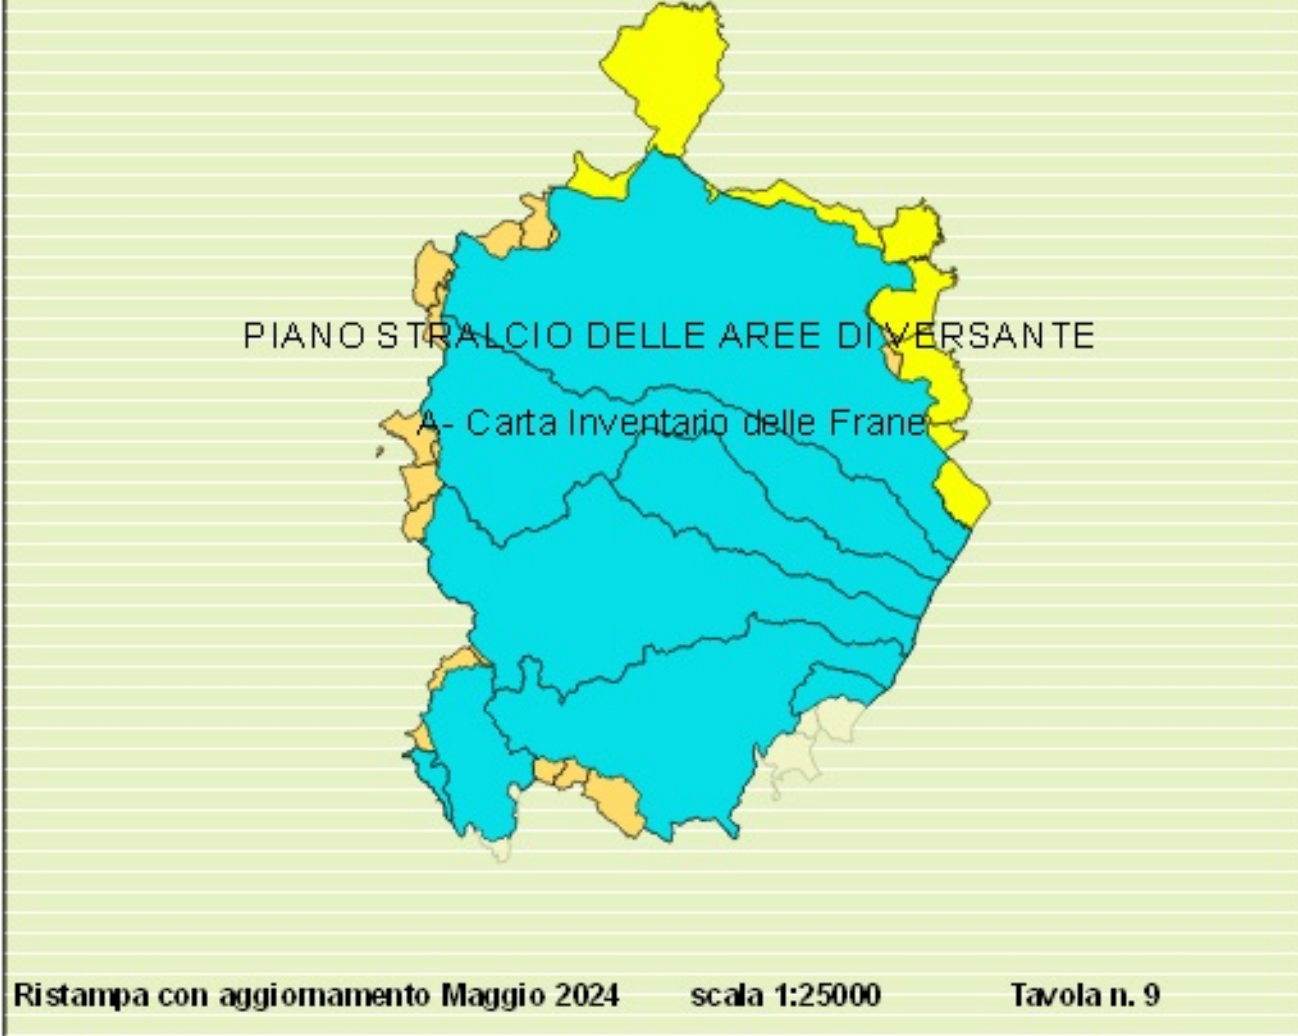 PIANO STRALCIO DELLE AREE DI VERSANTE
A- Carta Inventario delle Frane
Ristampa con aggiornamento Maggio 2024 scala 1:25000 Tavola n. 9